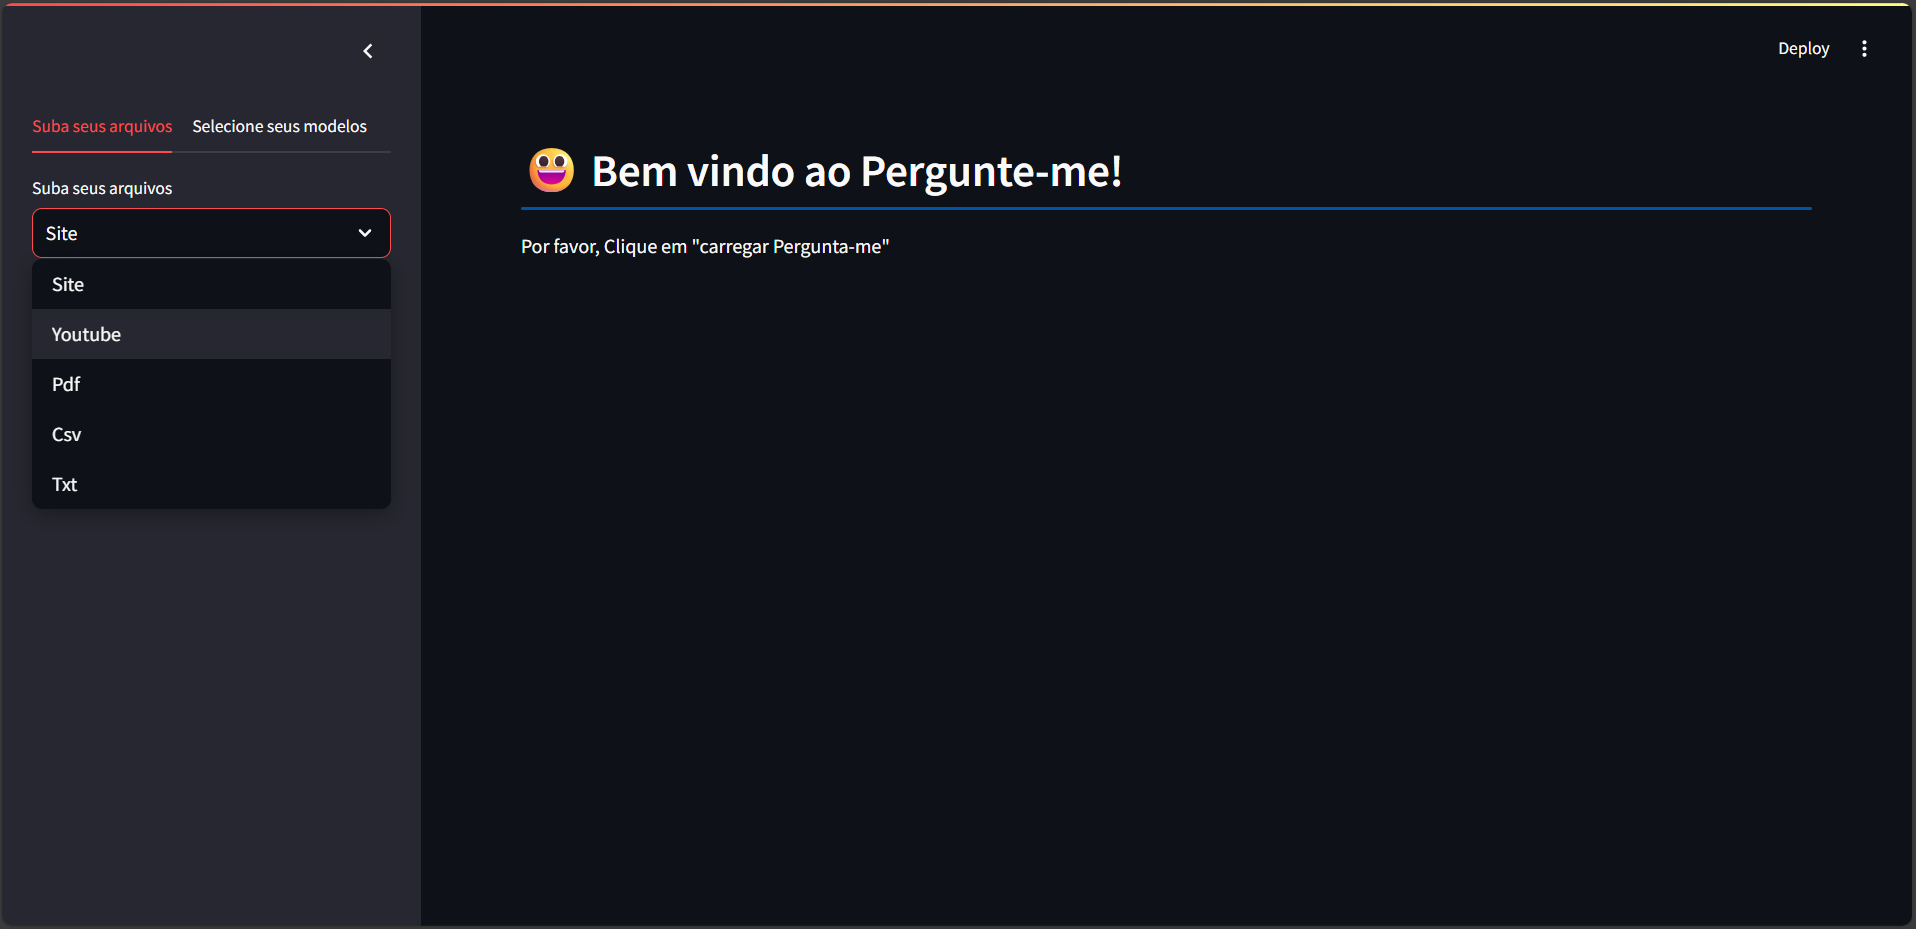 Deploy
Suba seus arquivos
Selecione seus modelos
Suba seus arquivos
Site
Site
Youtube
Pdf
Csv
Txt
Bem vindo ao Pergunte-me!
Por favor, Clique em "carregar Pergunta-me"